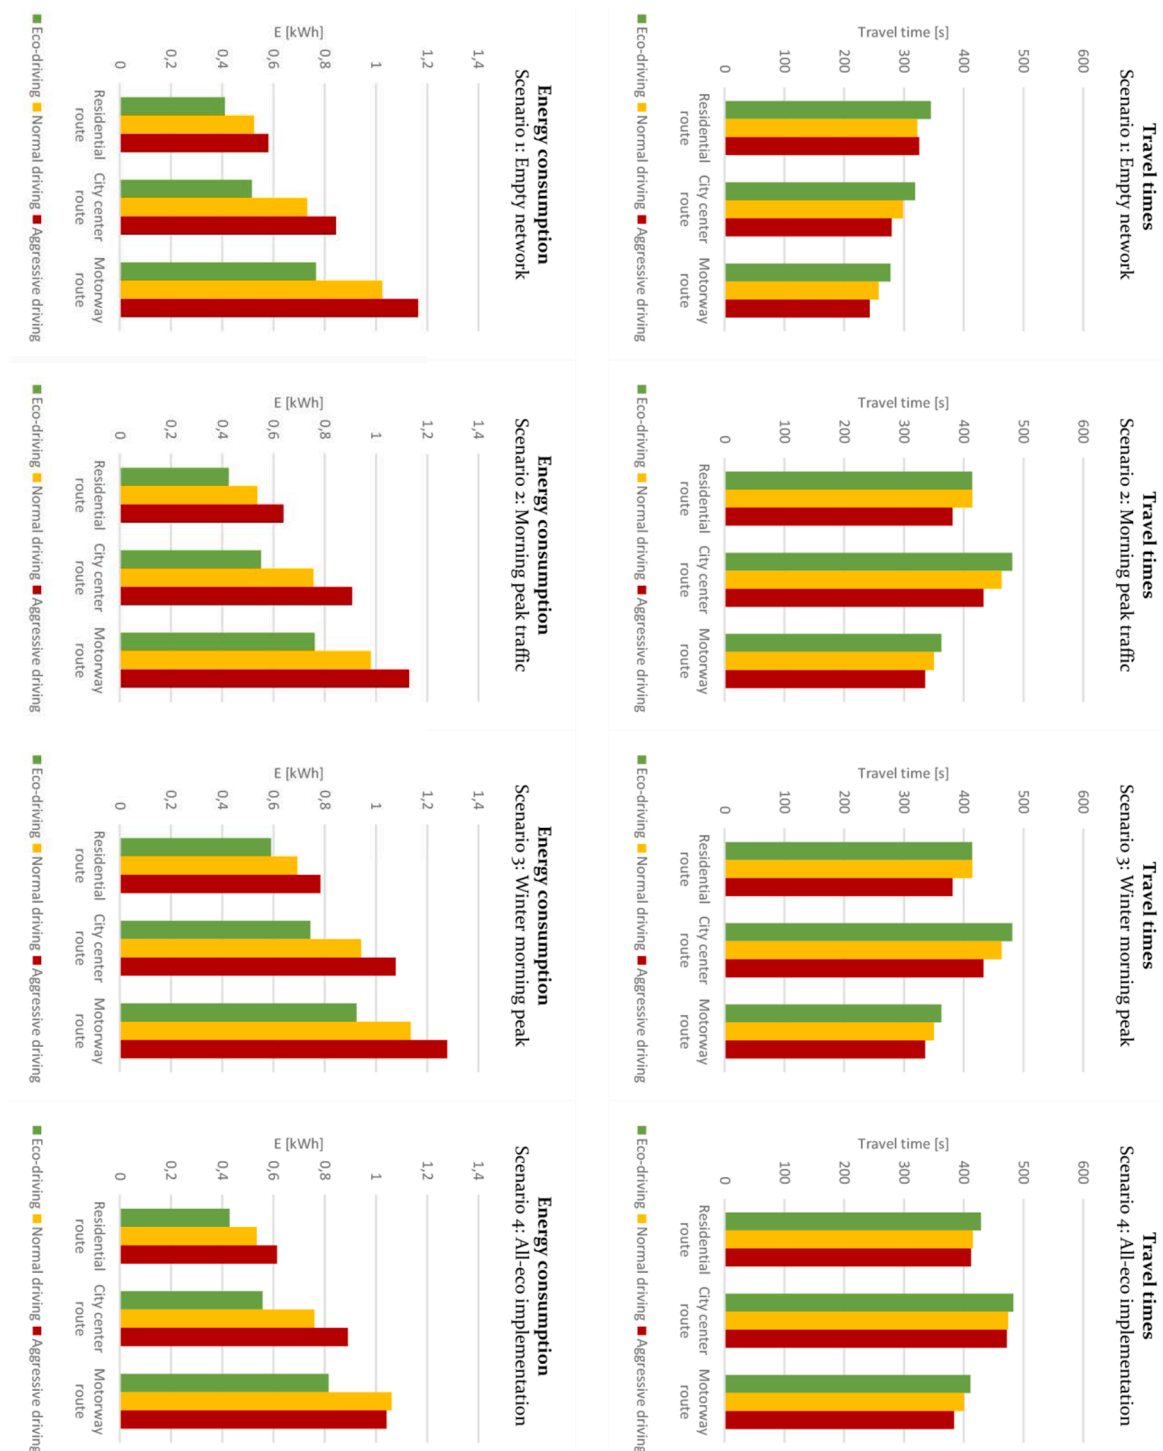 Travel times
Scenario 1: Empty network
Travel time [s]
600
500
400
300
200
100
0
Residential route
City center route
Motorway route
Eco-driving Normal driving Aggressive driving
Travel times
Scenario 2: Morning peak traffic
Travel time [s]
600
500
400
300
200
100
0
Residential route
City center route
Motorway route
Eco-driving Normal driving Aggressive driving
Travel times
Scenario 3: Winter morning peak
Travel time [s]
600
500
400
300
200
100
0
Residential route
City center route
Motorway route
Eco-driving Normal driving Aggressive driving
Travel times
Scenario 4: All-eco implementation
Travel time [s]
600
500
400
300
200
100
0
Residential route
City center route
Motorway route
Eco-driving Normal driving Aggressive driving
Energy consumption
Scenario 1: Empty network
E [kWh]
1,4
1,2
1
0,8
0,6
0,4
0,2
0
Residential route
City center route
Motorway route
Eco-driving Normal driving Aggressive driving
Energy consumption
Scenario 2: Morning peak traffic
E [kWh]
1,4
1,2
1
0,8
0,6
0,4
0,2
0
Residential route
City center route
Motorway route
Eco-driving Normal driving Aggressive driving
Energy consumption
Scenario 3: Winter morning peak
E [kWh]
1,4
1,2
1
0,8
0,6
0,4
0,2
0
Residential route
City center route
Motorway route
Eco-driving Normal driving Aggressive driving
Energy consumption
Scenario 4: All-eco implementation
E [kWh]
1,4
1,2
1
0,8
0,6
0,4
0,2
0
Residential route
City center route
Motorway route
Eco-driving Normal driving Aggressive driving